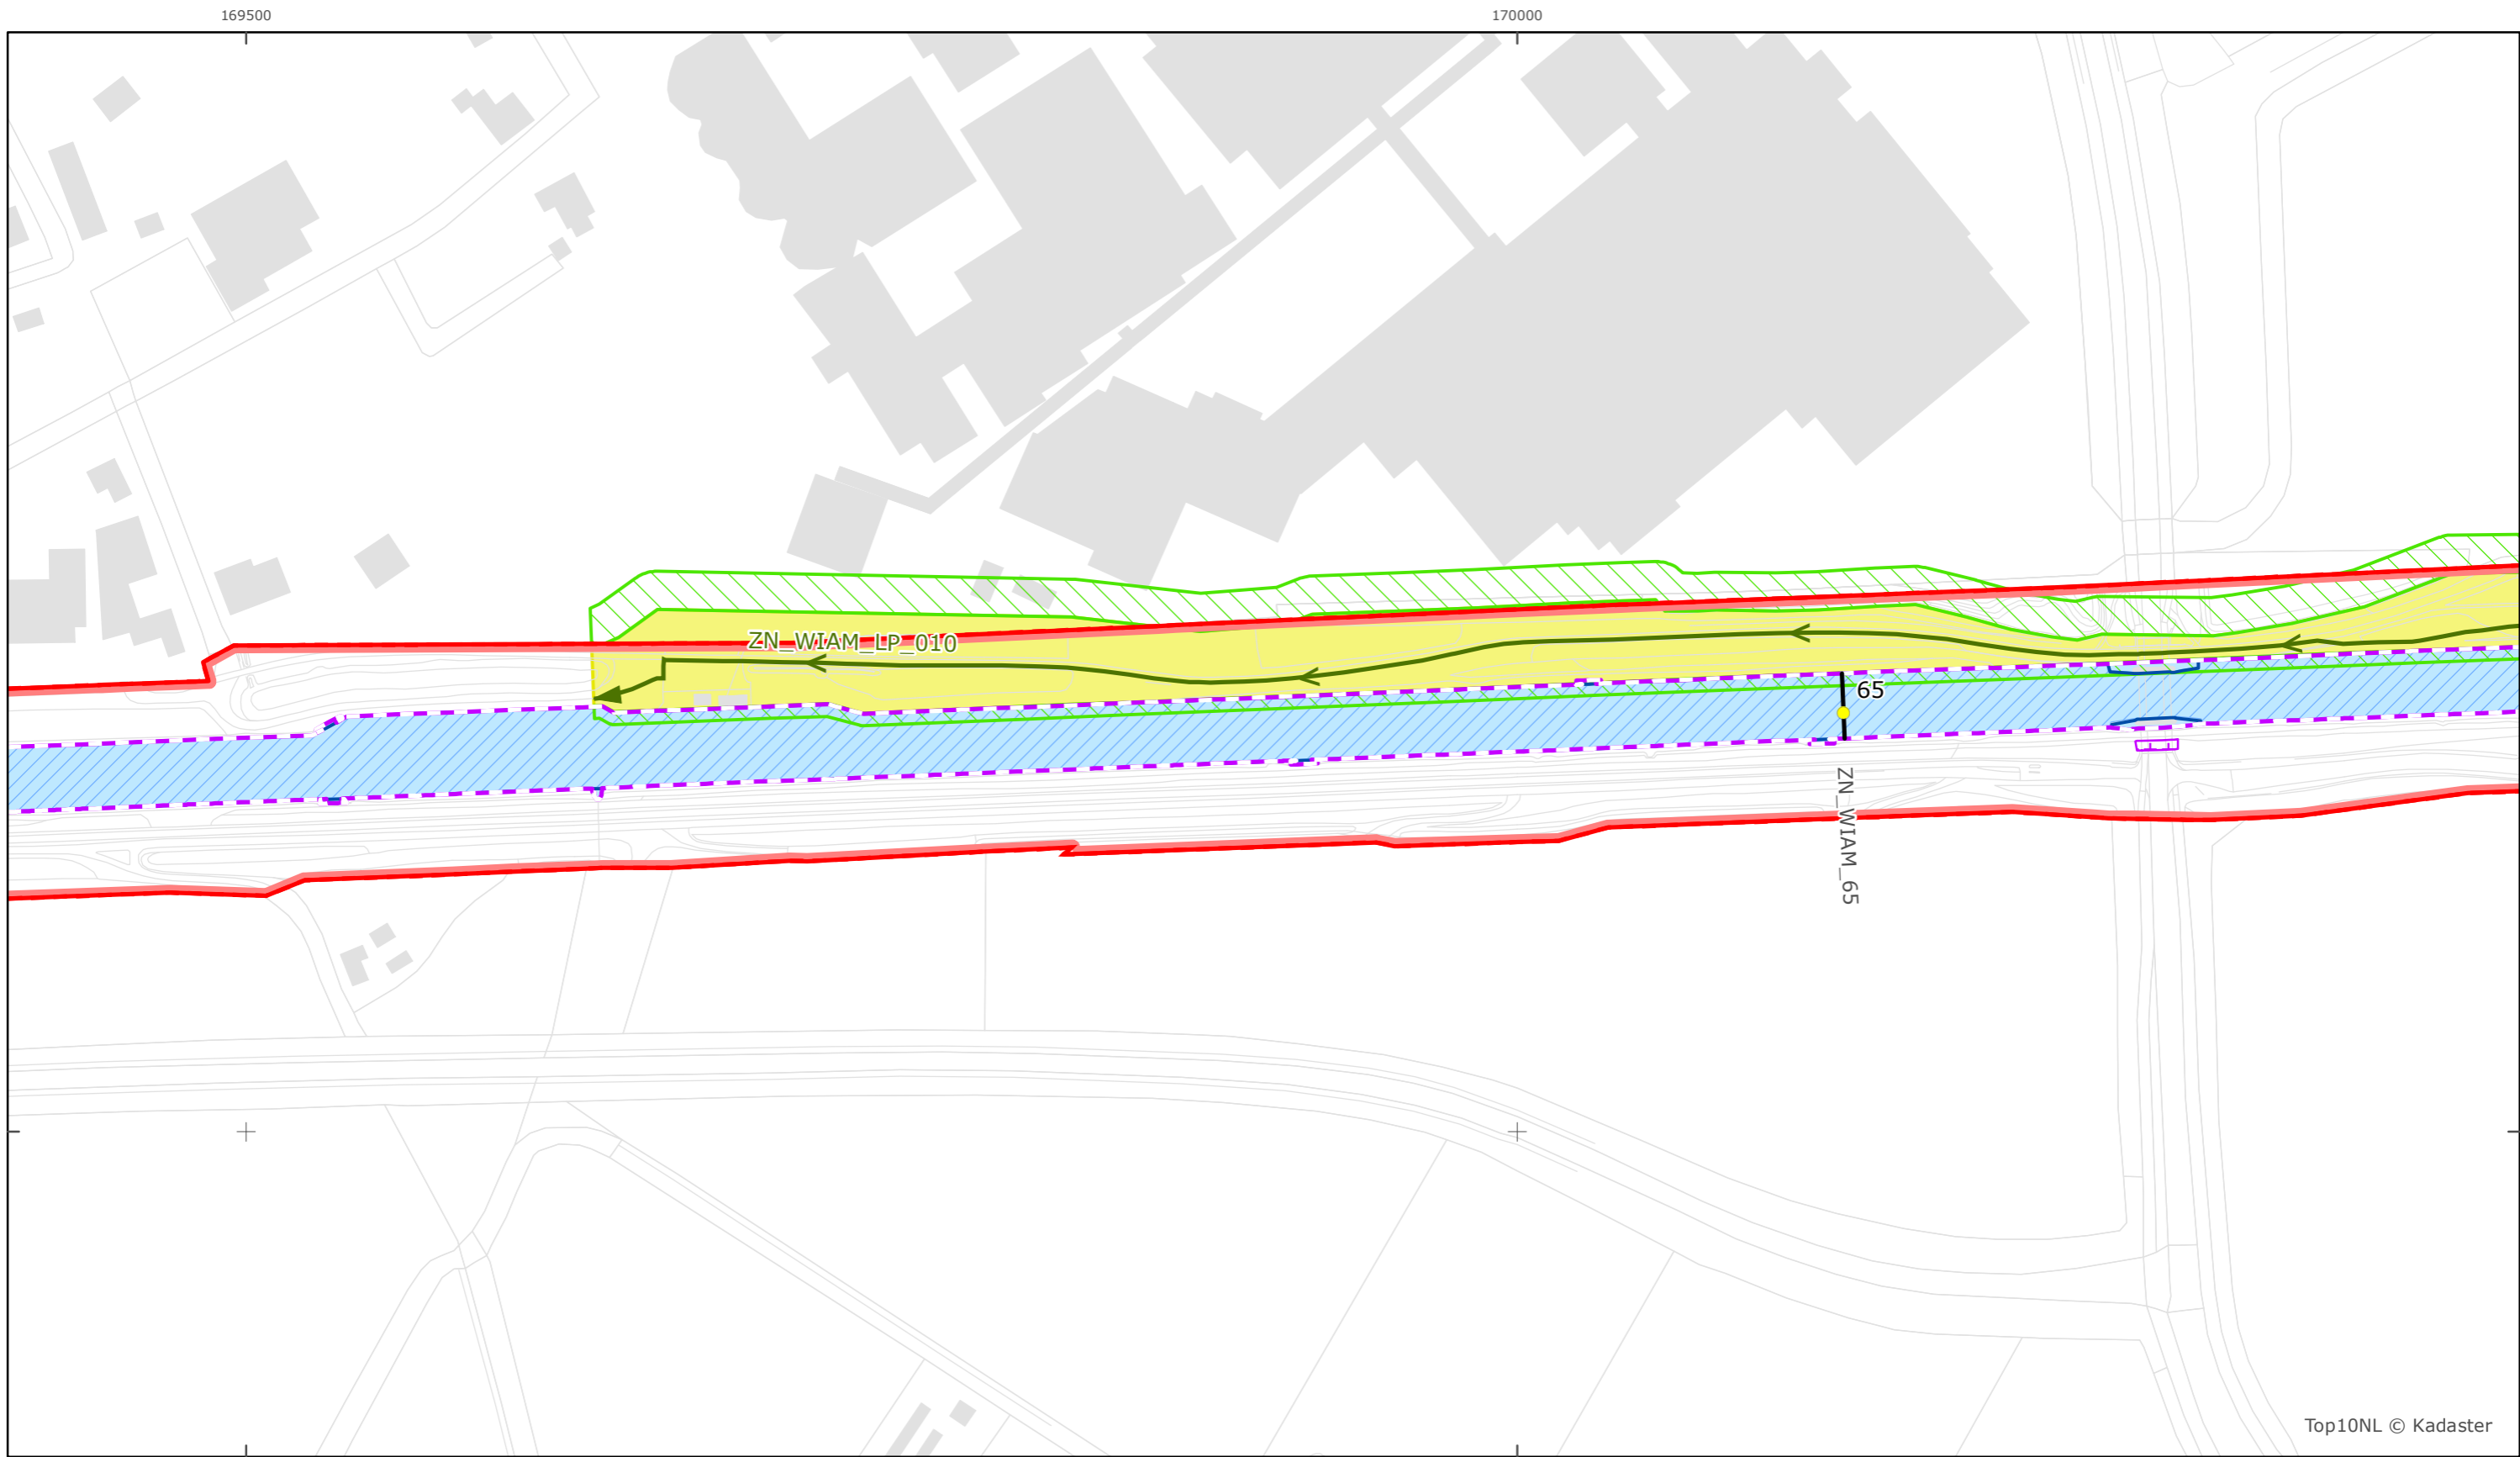 169500
170000
ZN_WIAM_LP_010
65
ZN_WIAM_65
Top10NL © Kadaster